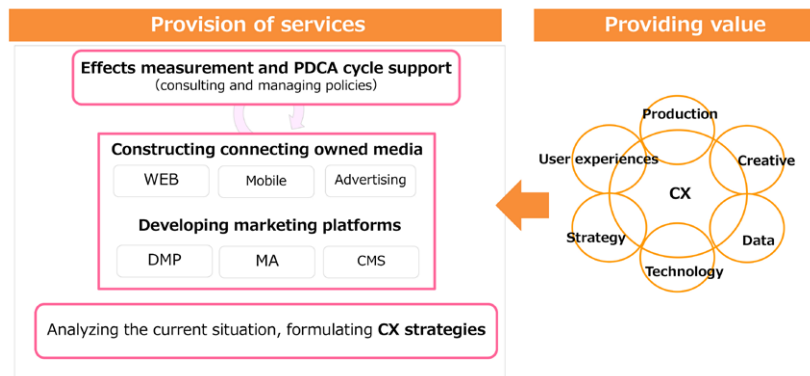 Provision of services
Effects measurement and PDCA cycle support
(consulting and managing policies)
Constructing connecting owned media
WEB
Mobile
Advertising
Developing marketing platforms
DMP
MA
CMS
Analyzing the current situation, formulating CX strategies
Providing value
Production
User experiences
Creative
CX
Strategy
Data
Technology